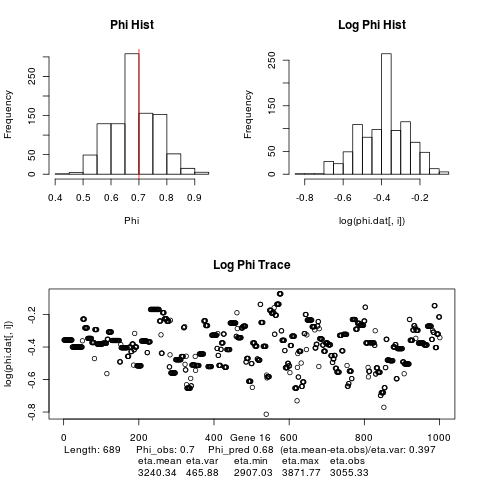 Phi Hist
Log Phi Hist
Frequency
0 50 150 250
0.4 0.5 0.6 0.7 0.8 0.9
Phi
Frequency
0 50 150 250
-0.8 -0.6 -0.4 -0.2
log(phi.dat[, i])
Log Phi Trace
log(phi.dat[, i])
-0.8 -0.6 -0.4 -0.2
0 200 400 600 800 1000
Gene 16
Length: 689 Phi_obs: 0.7 Phi_pred 0.68 (eta.mean-eta.obs)/eta.var: 0.397
eta.mean eta.var eta.min eta.max eta.obs
3240.34 465.88 2907.03 3871.77 3055.33